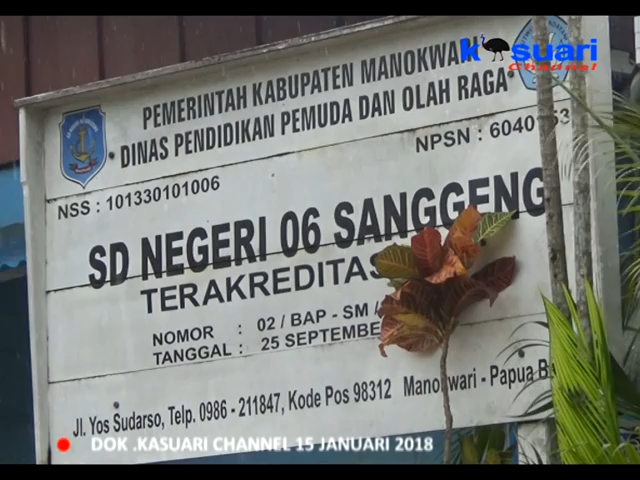 kasuari
Channel
PEMERINTAH KABUPATEN MANOKWARI
DINAS PENDIDIKAN PEMUDA DAN OLAH RAGA
NSS : 101330101006
NPSN :
SD NEGERI 06 SANGGENG
TERAKREDITAS
NOMOR : 02 / BAP - SM /
TANGGAL : 25 SEPTEMBE
Jl. Yos Sudarso, Telp. 0986 - 211847, Kode Pos 98312 Manokwari - Papua
DOK .KASUARI CHANNEL 15 JANUARI 2018